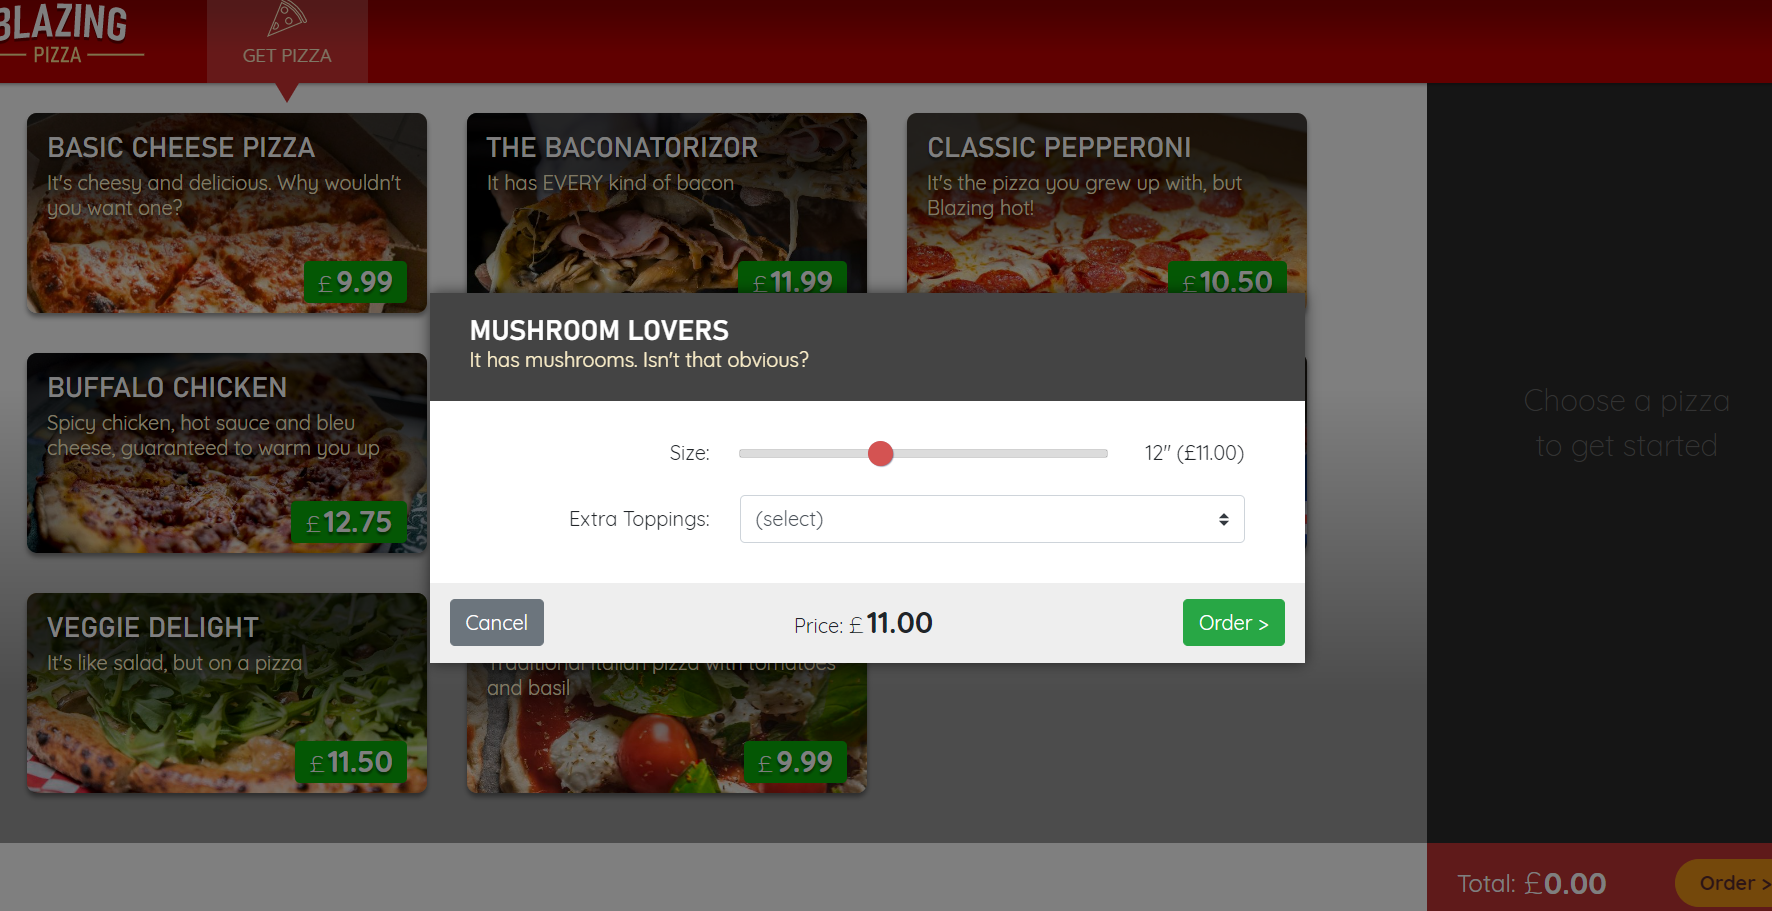 BLAZING
PIZZA
GET PIZZA
BASIC CHEESE PIZZA
It's cheesy and delicious. Why wouldn't
you want one?
£9.99
THE BACONATORIZOR
It has EVERY kind of bacon
£11.99
CLASSIC PEPPERONI
It's the pizza you grew up with, but
Blazing hot!
£10.50
MUSHROOM LOVERS
It has mushrooms. Isn't that obvious?
Size:
12" (£11.00)
Extra Toppings:
(select)
Cancel
Price: £11.00
Order >
BUFFALO CHICKEN
Spicy chicken, hot sauce and bleu
cheese, guaranteed to warm you up
£12.75
VEGGIE DELIGHT
It's like salad, but on a pizza
£11.50
Traditional Italian pizza with tomatoes
and basil
£9.99
Choose a pizza
to get started
Total: £0.00
Order >